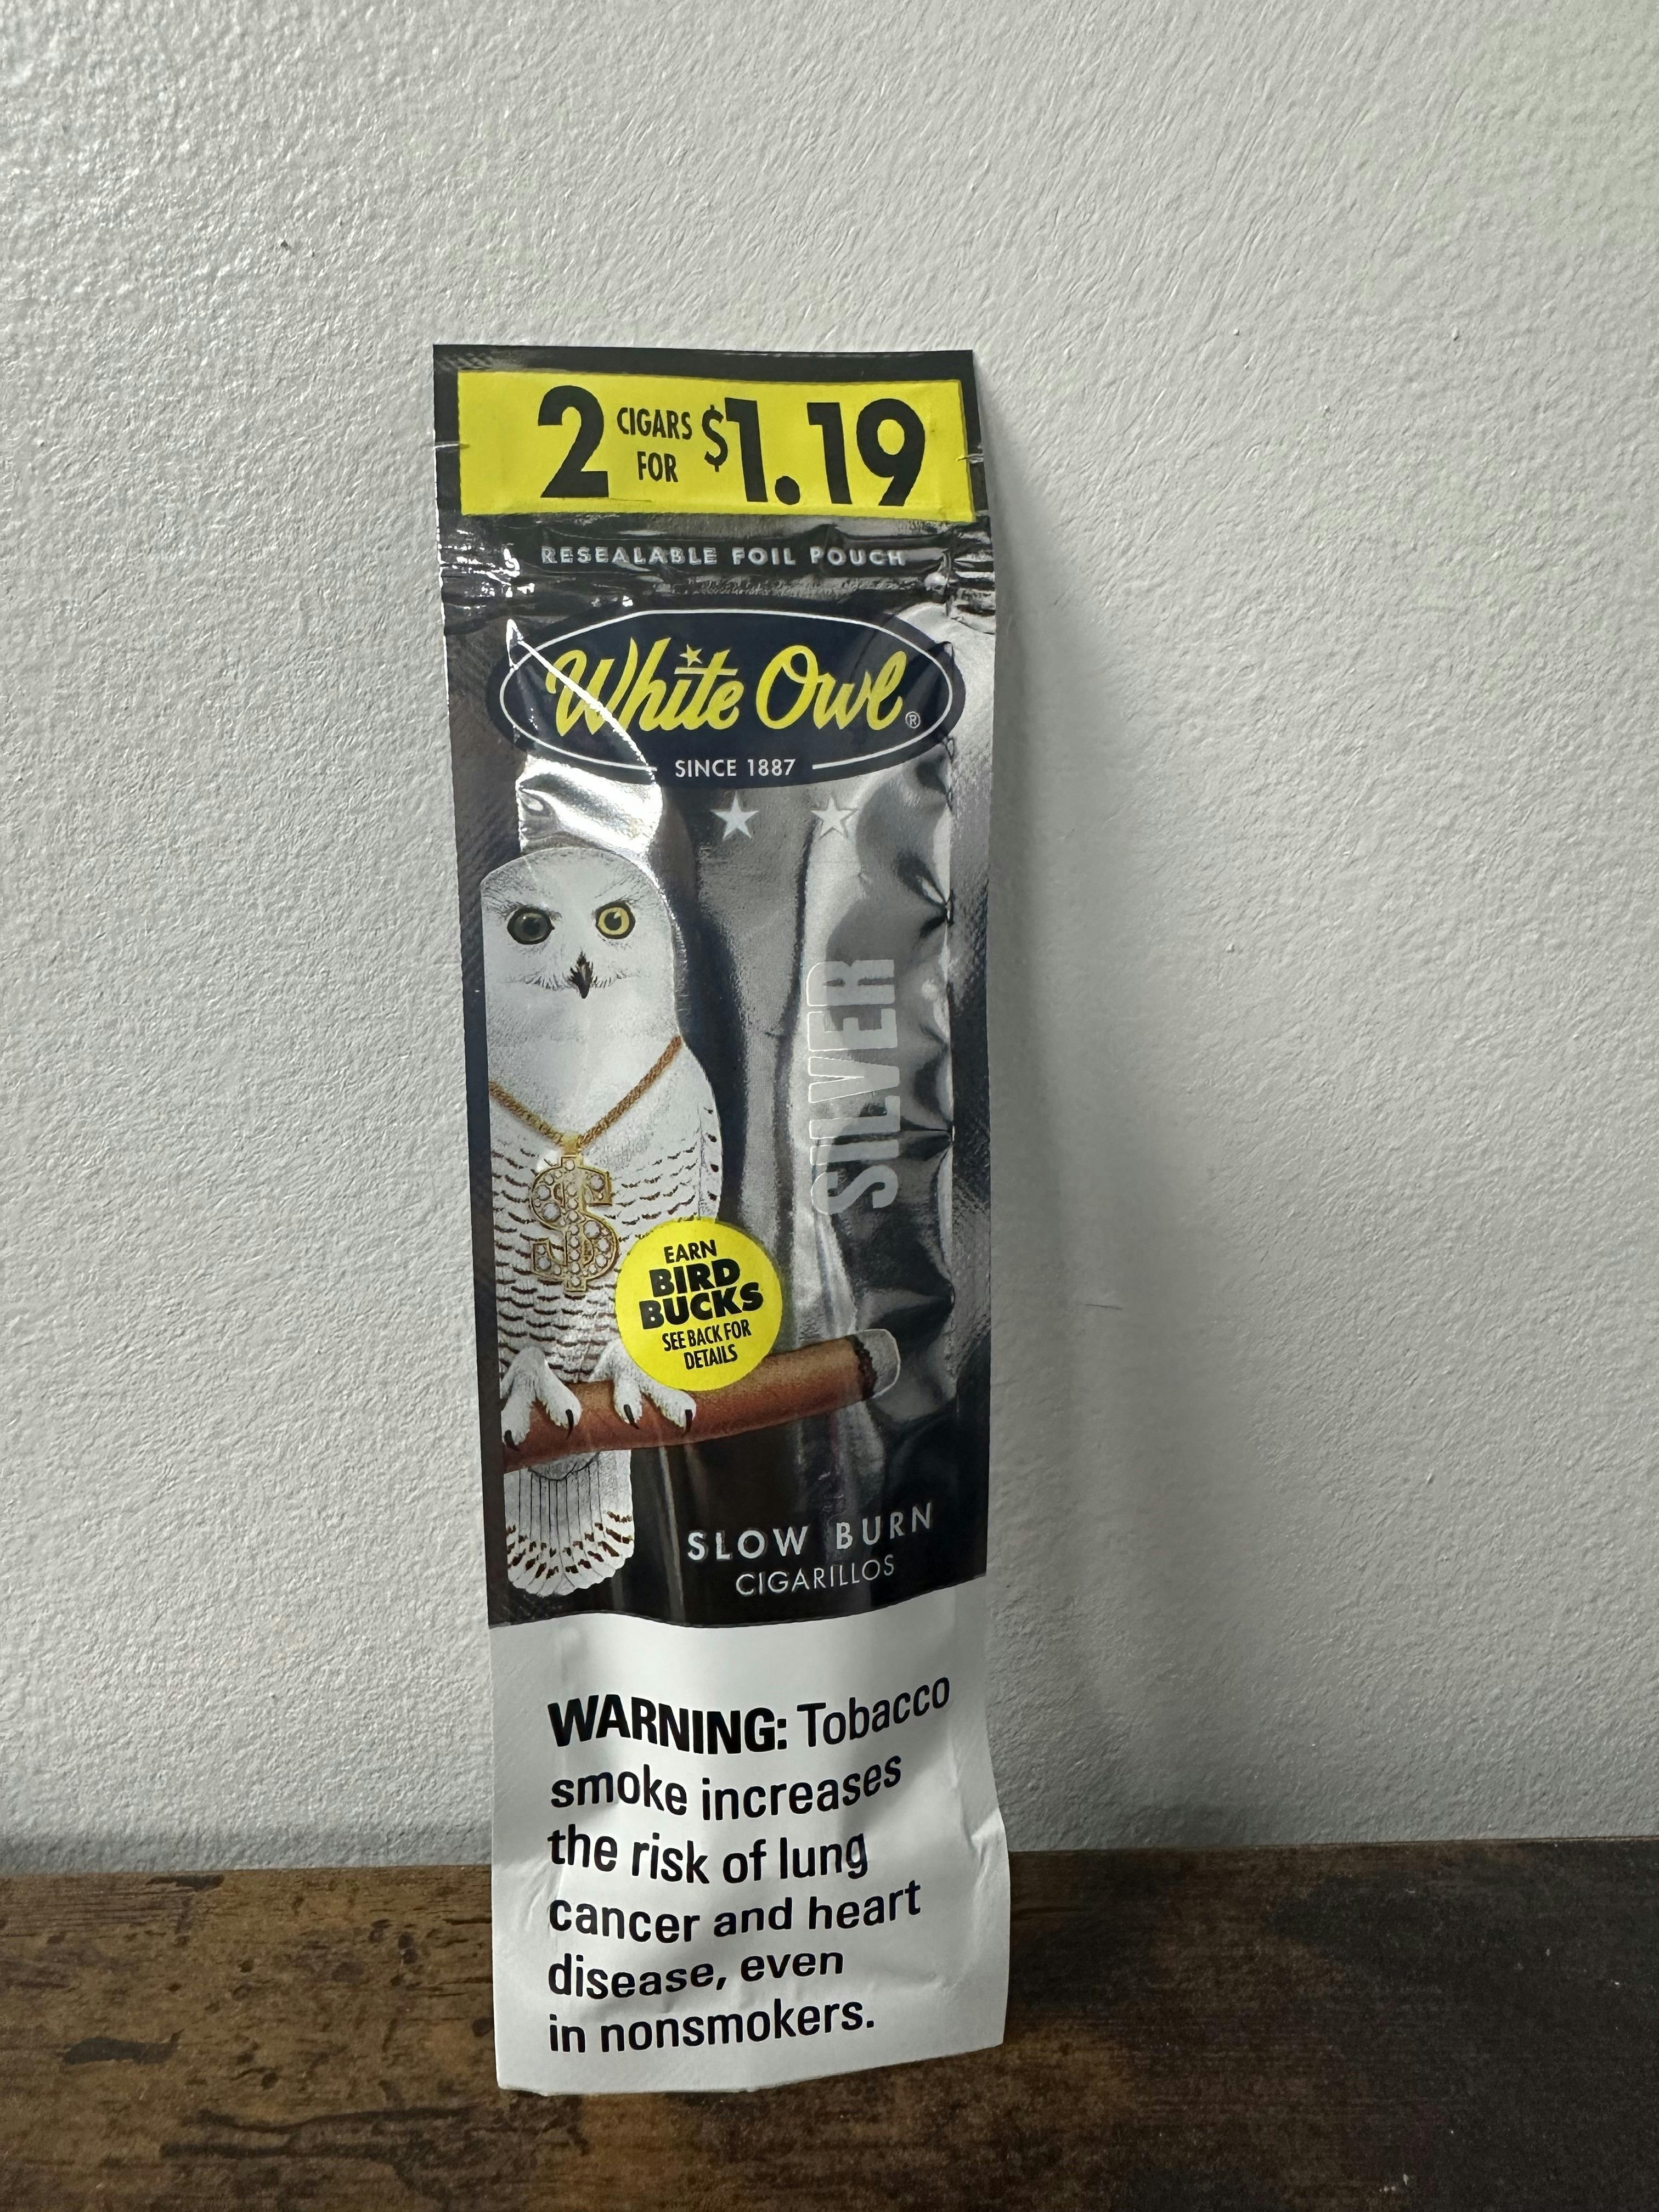 2 CIGARS FOR $1.19
RESEALABLE FOIL POUCH
White Owl®
SINCE 1887
SILVER
EARN
BIRD
BUCKS
SEE BACK FOR
DETAILS
SLOW BURN
CIGARILLOS
WARNING: Tobacco
smoke increases
the risk of lung
cancer and heart
disease, even
in nonsmokers.